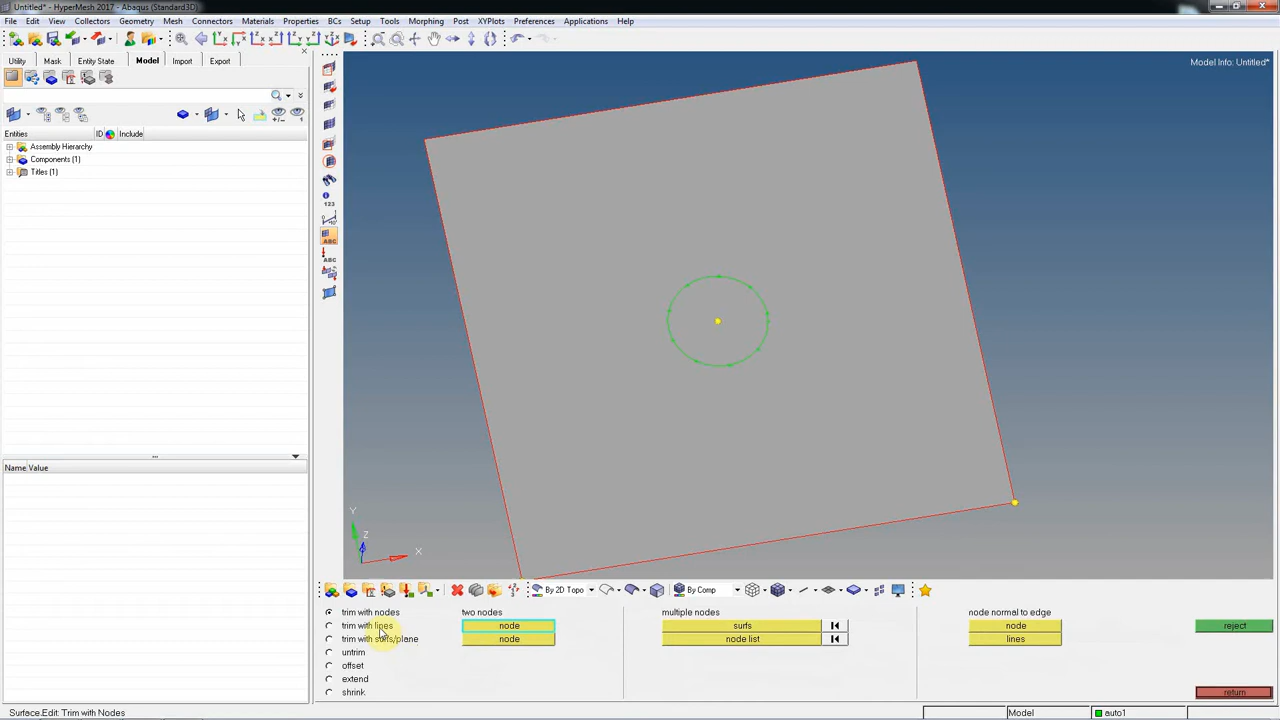 Untitled* - HyperMesh 2017 - Abaqus (Standard3D)
File Edit View Collectors Geometry Mesh Connectors Materials Properties BCs Setup Tools Morphing Post XYPlots Preferences Applications Help
Utility Mask Entity State Model Import Export
Model Info: Untitled*
Entities ID Include
Assembly Hierarchy
Components (1)
Titles (1)
123
ABC
ABC
Name Value
Y
Z
X
By 2D Topo By Comp
trim with nodes two nodes multiple nodes node normal to edge
trim with lines node surfs node reject
trim with surfs/plane node node list lines
untrim
offset
extend
shrink return
Surface.Edit: Trim with Nodes Model auto1